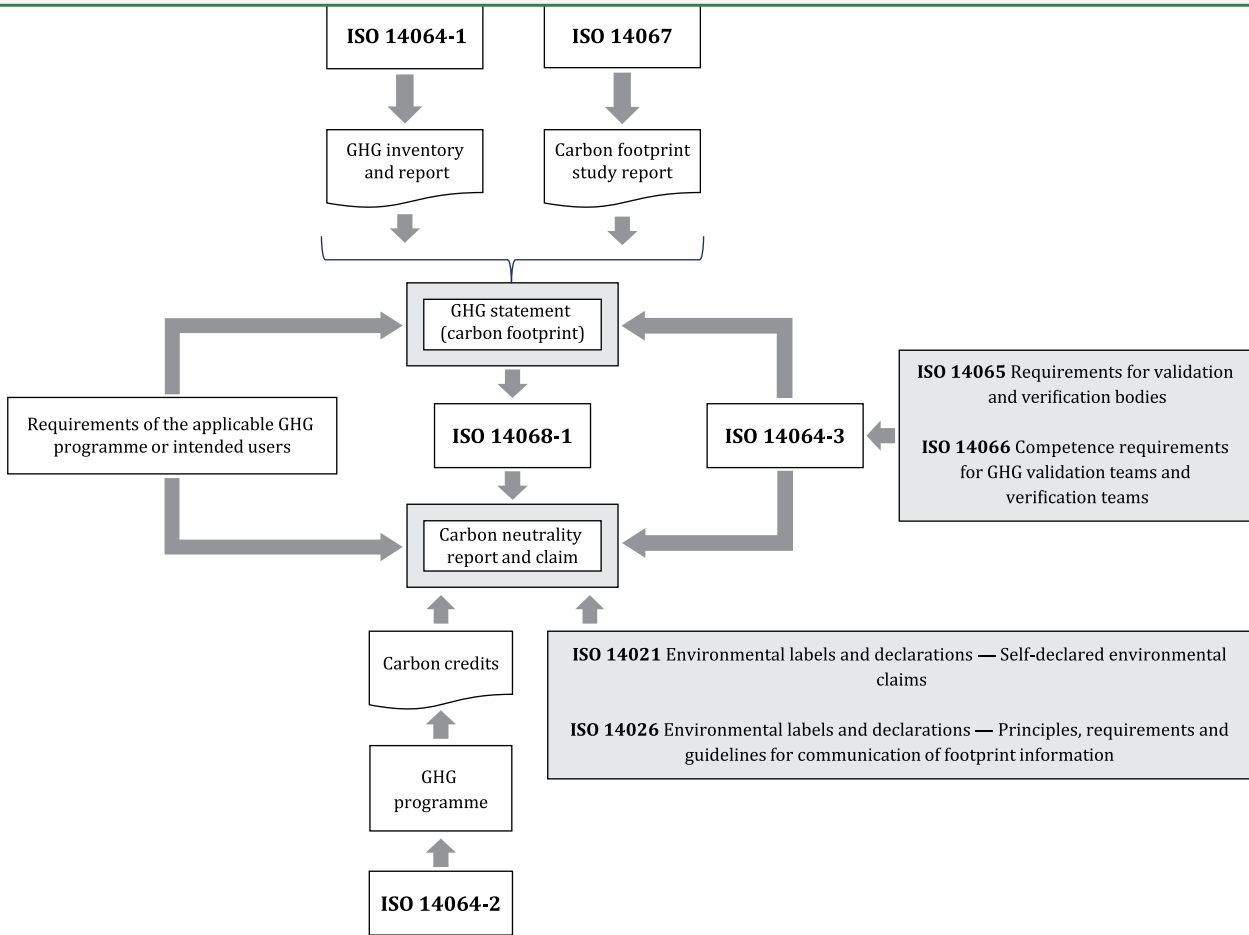 ISO 14064-1
ISO 14067
GHG inventory
and report
Carbon footprint
study report
GHG statement
(carbon footprint)
Requirements of the applicable GHG
programme or intended users
ISO 14068-1
ISO 14064-3
ISO 14065 Requirements for validation
and verification bodies
ISO 14066 Competence requirements
for GHG validation teams and
verification teams
Carbon neutrality
report and claim
Carbon credits
ISO 14021 Environmental labels and declarations — Self-declared environmental
claims
ISO 14026 Environmental labels and declarations — Principles, requirements and
guidelines for communication of footprint information
GHG
programme
ISO 14064-2